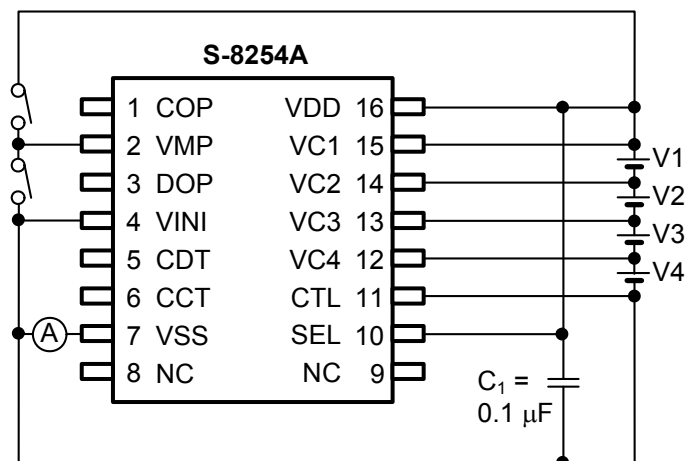 S-8254A
1 COP VDD 16
2 VMP VC1 15
V1
3 DOP VC2 14
V2
4 VINI VC3 13
V3
5 CDT VC4 12
V4
6 CCT CTL 11
A
7 VSS SEL 10
8 NC NC 9
C₁ =
0.1 μF